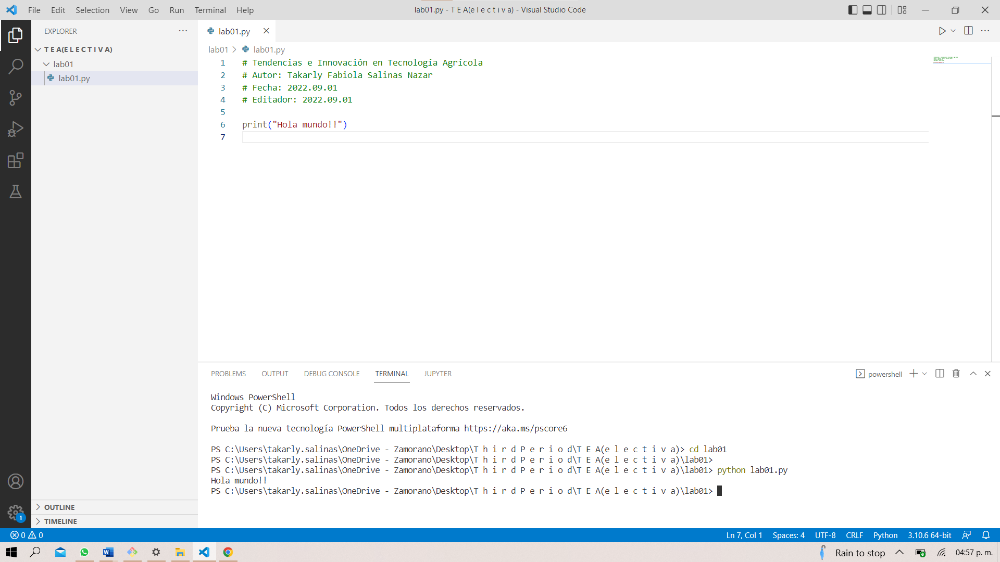 File Edit Selection View Go Run Terminal Help
lab01.py - T E A(e l e c t i v a) - Visual Studio Code
EXPLORER
T E A(E L E C T I V A)
lab01
lab01.py
OUTLINE
TIMELINE
lab01.py
lab01 > lab01.py
1 # Tendencias e Innovación en Tecnología Agrícola
2 # Autor: Takarly Fabiola Salinas Nazar
3 # Fecha: 2022.09.01
4 # Editador: 2022.09.01
5
6 print("Hola mundo!!")
7
PROBLEMS OUTPUT DEBUG CONSOLE TERMINAL JUPYTER
powershell
Windows PowerShell
Copyright (C) Microsoft Corporation. Todos los derechos reservados.
Prueba la nueva tecnología PowerShell multiplataforma https://aka.ms/pscore6
PS C:\Users\takarly.salinas\OneDrive - Zamorano\Desktop\T h i r d P e r i o d\T E A(e l e c t i v a)> cd lab01
PS C:\Users\takarly.salinas\OneDrive - Zamorano\Desktop\T h i r d P e r i o d\T E A(e l e c t i v a)\lab01>
PS C:\Users\takarly.salinas\OneDrive - Zamorano\Desktop\T h i r d P e r i o d\T E A(e l e c t i v a)\lab01> python lab01.py
Hola mundo!!
PS C:\Users\takarly.salinas\OneDrive - Zamorano\Desktop\T h i r d P e r i o d\T E A(e l e c t i v a)\lab01>
1
0 0
Ln 7, Col 1 Spaces: 4 UTF-8 CRLF Python 3.10.6 64-bit
Rain to stop 04:57 p. m.